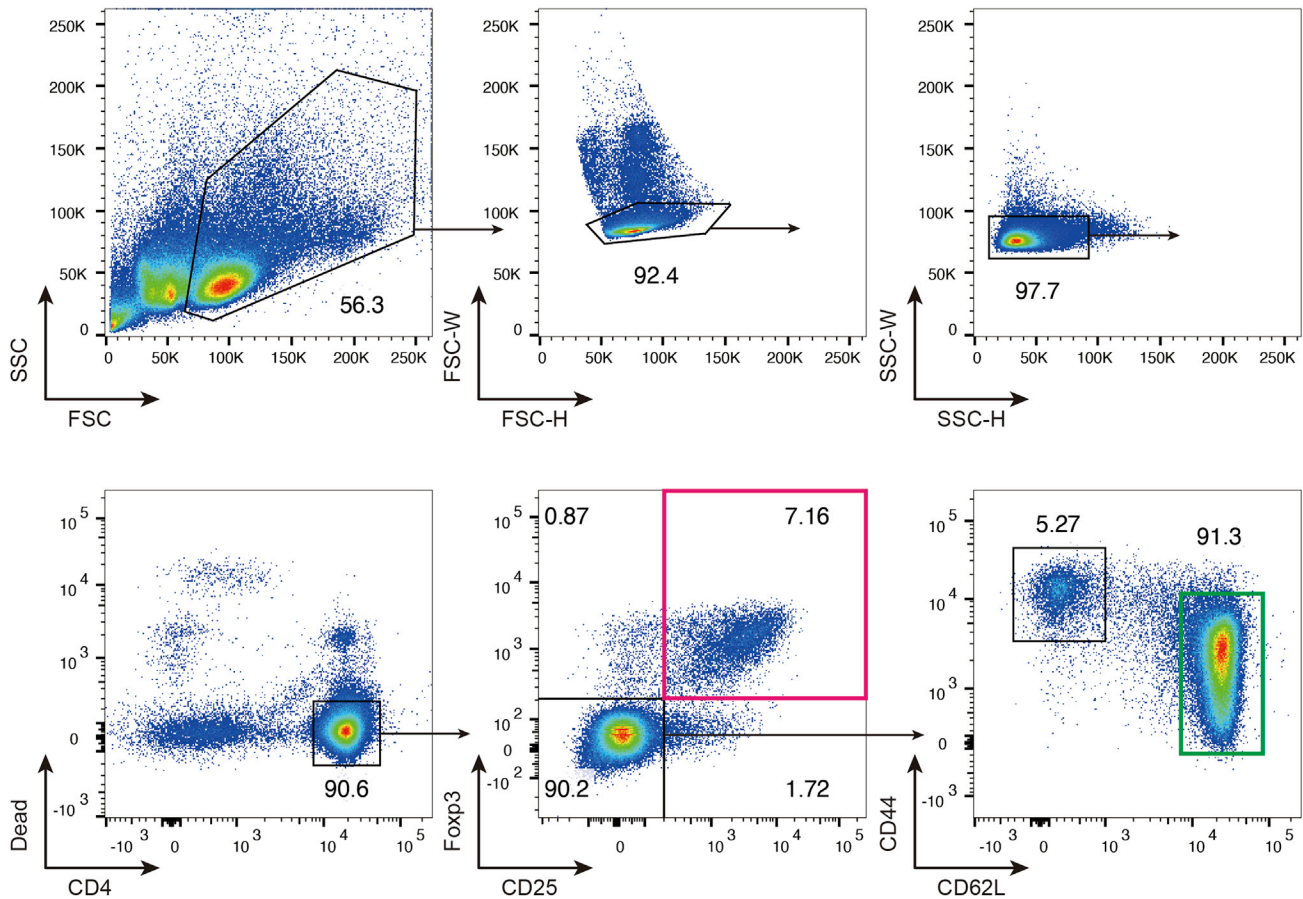 250K
200K
150K
100K
50K
0
SSC
56.3
0 50K 100K 150K 200K 250K
FSC
250K
200K
150K
100K
50K
0
FSC-W
92.4
0 50K 100K 150K 200K 250K
FSC-H
250K
200K
150K
100K
50K
0
SSC-W
97.7
0 50K 100K 150K 200K 250K
SSC-H
10 5
10 4
10 3
0
-10 3
Dead
90.6
-10 3 0 10 3 10 4 10 5
CD4
10 5
10 4
10 3
10 2
0
-10 2
Foxp3
0.87 7.16
90.2 1.72
0 10 3 10 4 10 5
CD25
10 5
10 4
10 3
0
-10 3
CD44
5.27 91.3
-10 3 0 10 3 10 4 10 5
CD62L